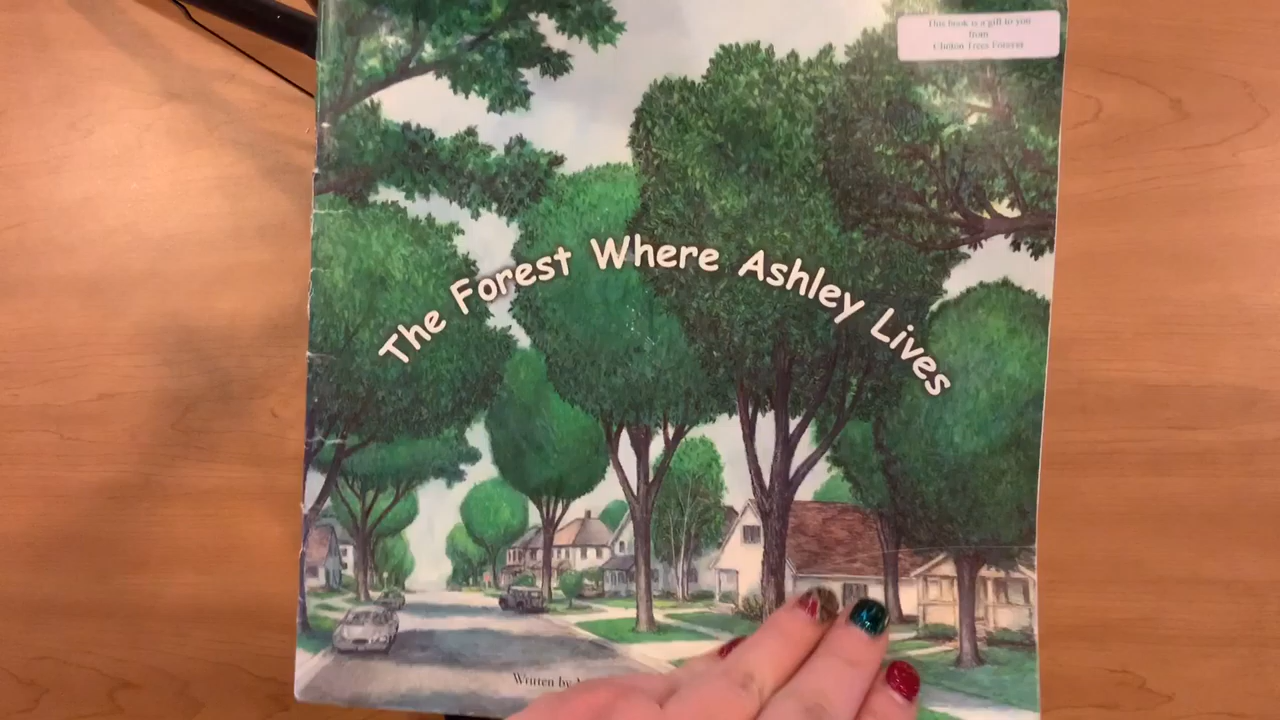 This book is a gift to you
from
Clinton Trees Forever
The Forest Where Ashley Lives
Written by